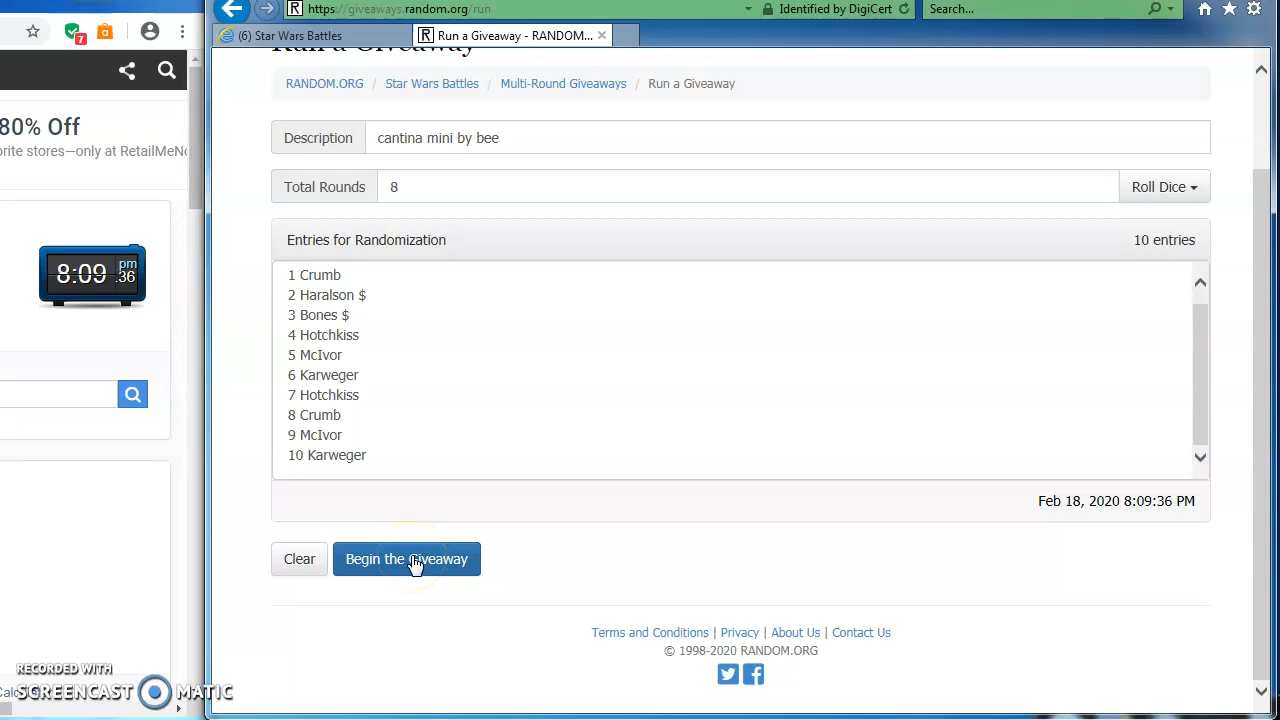 80% Off
orite stores—only at RetailMeNo
8:09 pm .36
7
RECORDED WITH
SCREENCAST MATIC
https://giveaways.random.org/run
Identified by DigiCert
Search...
(6) Star Wars Battles
R Run a Giveaway - RANDOM...
Run a Giveaway
RANDOM.ORG / Star Wars Battles / Multi-Round Giveaways / Run a Giveaway
Description cantina mini by bee
Total Rounds 8 Roll Dice
Entries for Randomization 10 entries
1 Crumb
2 Haralson $
3 Bones $
4 Hotchkiss
5 McIvor
6 Karweger
7 Hotchkiss
8 Crumb
9 McIvor
10 Karweger
Feb 18, 2020 8:09:36 PM
Clear Begin the Giveaway
Terms and Conditions | Privacy | About Us | Contact Us
© 1998-2020 RANDOM.ORG